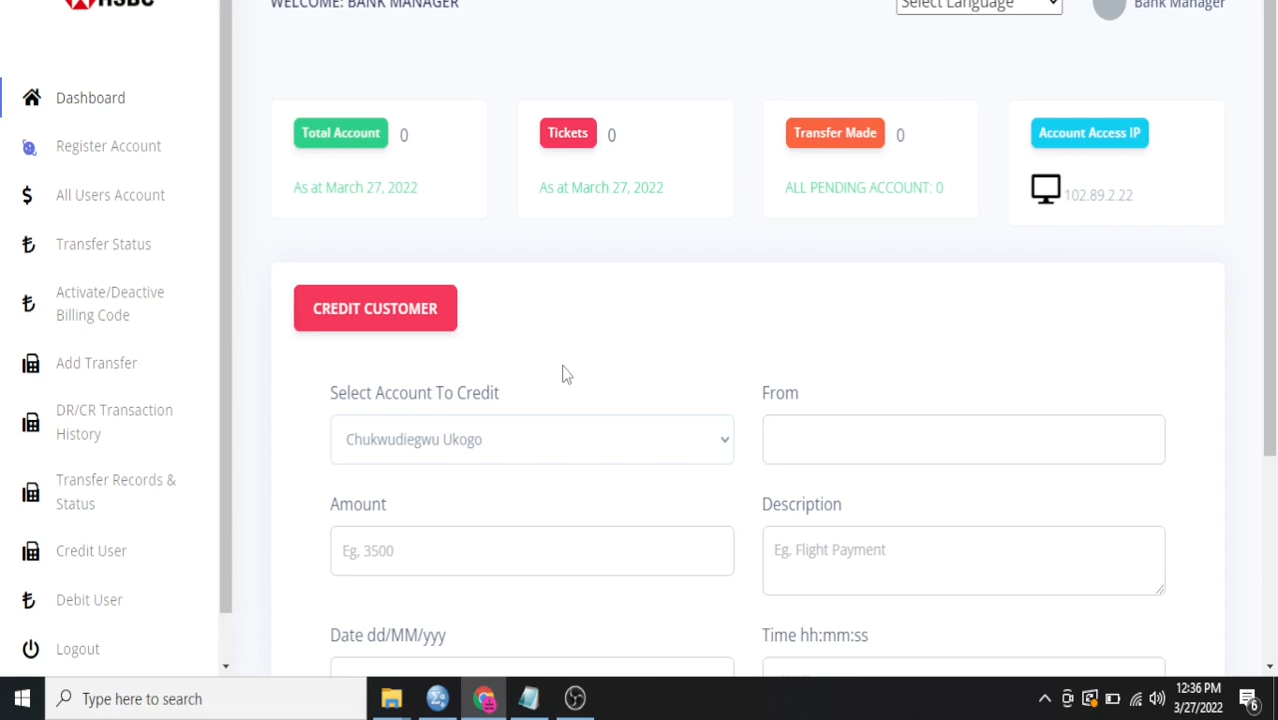 HSBC
WELCOME: BANK MANAGER
Select Language
Bank Manager
Dashboard
Register Account
All Users Account
Transfer Status
Activate/Deactive
Billing Code
Add Transfer
DR/CR Transaction
History
Transfer Records &
Status
Credit User
Debit User
Logout
Total Account 0
As at March 27, 2022
Tickets 0
As at March 27, 2022
Transfer Made 0
ALL PENDING ACCOUNT: 0
Account Access IP
102.89.2.22
CREDIT CUSTOMER
Select Account To Credit
Chukwudiegwu Ukogo
From
Amount
Eg. 3500
Description
Eg. Flight Payment
Date dd/MM/yyy
Time hh:mm:ss
Type here to search
12:36 PM
3/27/2022
6